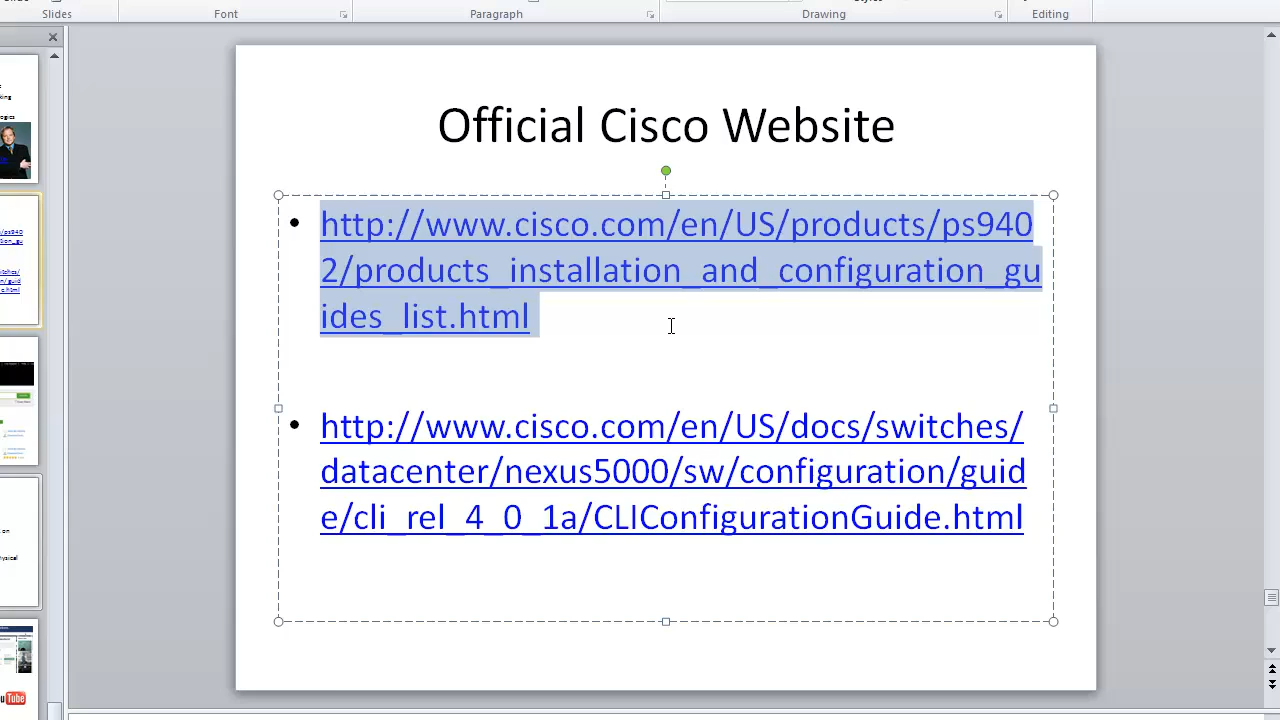 Slides Font Paragraph Drawing Editing
Official Cisco Website
• http://www.cisco.com/en/US/products/ps940
2/products_installation_and_configuration_gu
ides_list.html
• http://www.cisco.com/en/US/docs/switches/
datacenter/nexus5000/sw/configuration/guid
e/cli_rel_4_0_1a/CLIConfigurationGuide.html